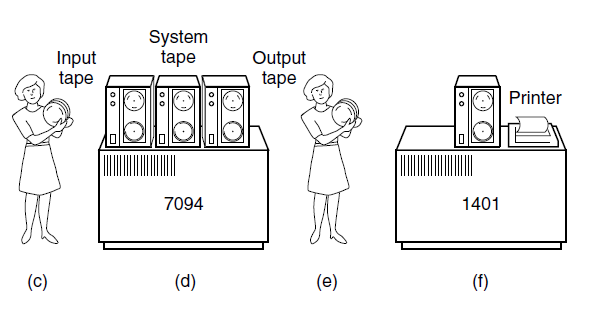 System
tape
Input
tape
Output
tape
Printer
7094
1401
(c)
(d)
(e)
(f)